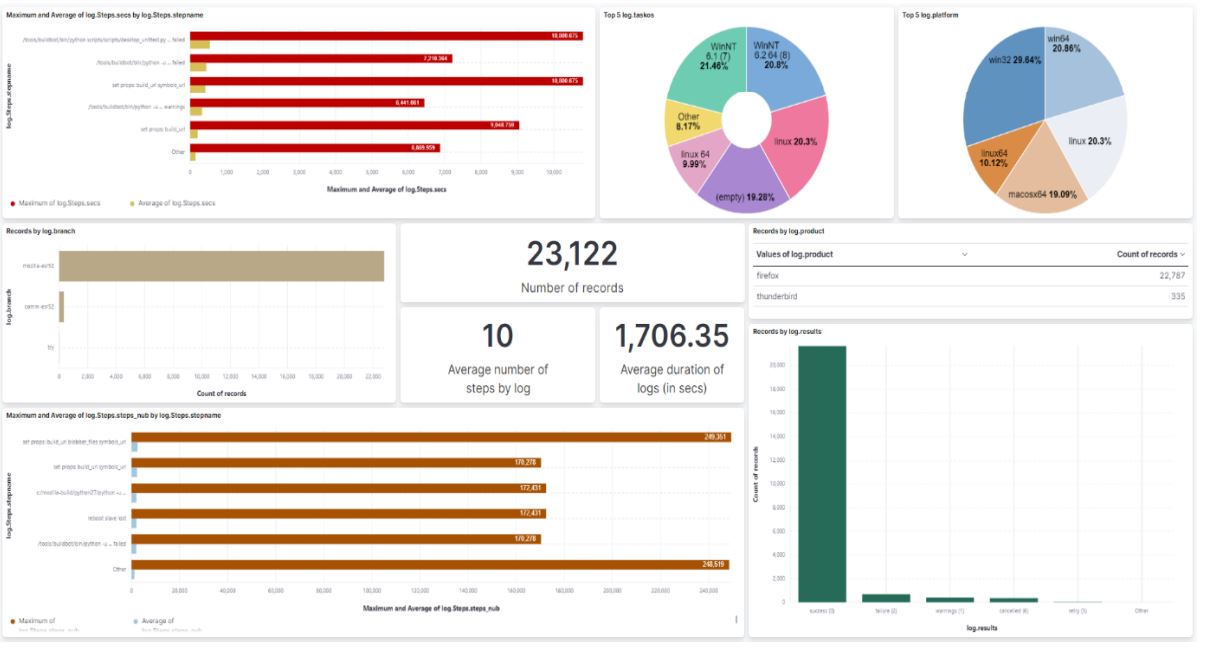 Maximum and Average of log.Steps.secs by log.Steps.stepname
log.Steps.stepname
/tools/buildbot/bin/python scripts/scripts/desktop_unittest.py ... failed
/tools/buildbot/bin/python -u ... failed
set props: build_url symbols_url
/tools/buildbot/bin/python -u ... warnings
set props: build_url
Other
10,800.675
7,210.304
10,800.675
6,441.661
9,048.759
6,869.959
0 1,000 2,000 3,000 4,000 5,000 6,000 7,000 8,000 9,000 10,000
Maximum and Average of log.Steps.secs
Maximum of log.Steps.secs Average of log.Steps.secs
Top 5 log.taskos
WinNT
6.1 (7)
21.46%
WinNT
6.2 64 (8)
20.8%
Other
8.17%
linux 20.3%
linux 64
9.99%
(empty) 19.28%
Top 5 log.platform
win64
20.86%
win32 29.64%
linux 20.3%
linux64
10.12%
macosx64 19.09%
Records by log.branch
log.branch
mozilla-esr52
comm-esr52
try
0 2,000 4,000 6,000 8,000 10,000 12,000 14,000 16,000 18,000 20,000 22,000
Count of records
23,122
Number of records
10
Average number of
steps by log
1,706.35
Average duration of
logs (in secs)
Records by log.product
Values of log.product Count of records
firefox 22,787
thunderbird 335
Maximum and Average of log.Steps.steps_nub by log.Steps.stepname
log.Steps.stepname
set props: build_url blobber_files symbols_url
set props: build_url symbols_url
c:/mozilla-build/python27/python -u ...
reboot slave lost
/tools/buildbot/bin/python -u ... failed
Other
249,351
170,278
172,431
172,431
170,278
248,519
0 20,000 40,000 60,000 80,000 100,000 120,000 140,000 160,000 180,000 200,000 220,000 240,000
Maximum and Average of log.Steps.steps_nub
Maximum of Average of
log.Steps.steps_nub log.Steps.steps_nub
Records by log.results
Count of records
20,000
18,000
16,000
14,000
12,000
10,000
8,000
6,000
4,000
2,000
0
success (0) failure (2) warnings (1) cancelled (6) retry (5) Other
log.results